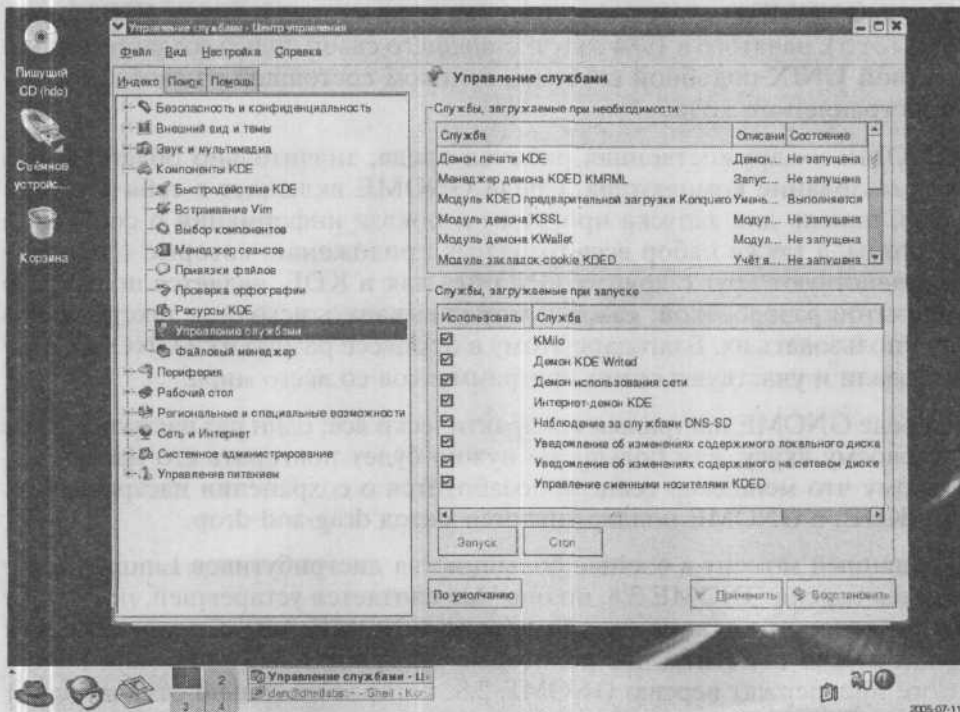 Управление службами - Центр управления
Файл Вид Настройка Справка
Пишущий
CD (hdc)
Съёмное
устройс...
Корзина
Индекс Поиск Помощь
Безопасность и конфиденциальность
Внешний вид и темы
Звук и мультимедиа
Компоненты KDE
Быстродействие KDE
Встраивание Vim
Выбор компонентов
Менеджер сеансов
Привязки файлов
Проверка орфографии
Ресурсы KDE
Управление службами
Файловый менеджер
Периферия
Рабочий стол
Региональные и специальные возможности
Сеть и Интернет
Системное администрирование
Управление питанием
Управление службами
Службы, загружаемые при необходимости
Служба Описани Состояние
Демон печати KDE Демон... Не запущена
Менеджер демона KDED KMRML Запус... Не запущена
Модуль KDED предварительной загрузки Konquero Умень... Выполняется
Модуль демона KSSL Модул... Не запущена
Модуль демона KWallet Модул... Не запущена
Модуль закладок-cookie KDED Учёт в... Не запущена
Службы, загружаемые при запуске
Использовать Служба
KMilo
Демон KDE Writed
Демон использования сети
Интернет-демон KDE
Наблюдение за службами DNS-SD
Уведомление об изменениях содержимого локального диска
Уведомление об изменениях содержимого на сетевом диске
Управление сменными носителями KDED
Запуск Стоп
По умолчанию Применить Восстановить
2
3 4
Управление службами - Ц
- Shell - Kon
2005-07-11